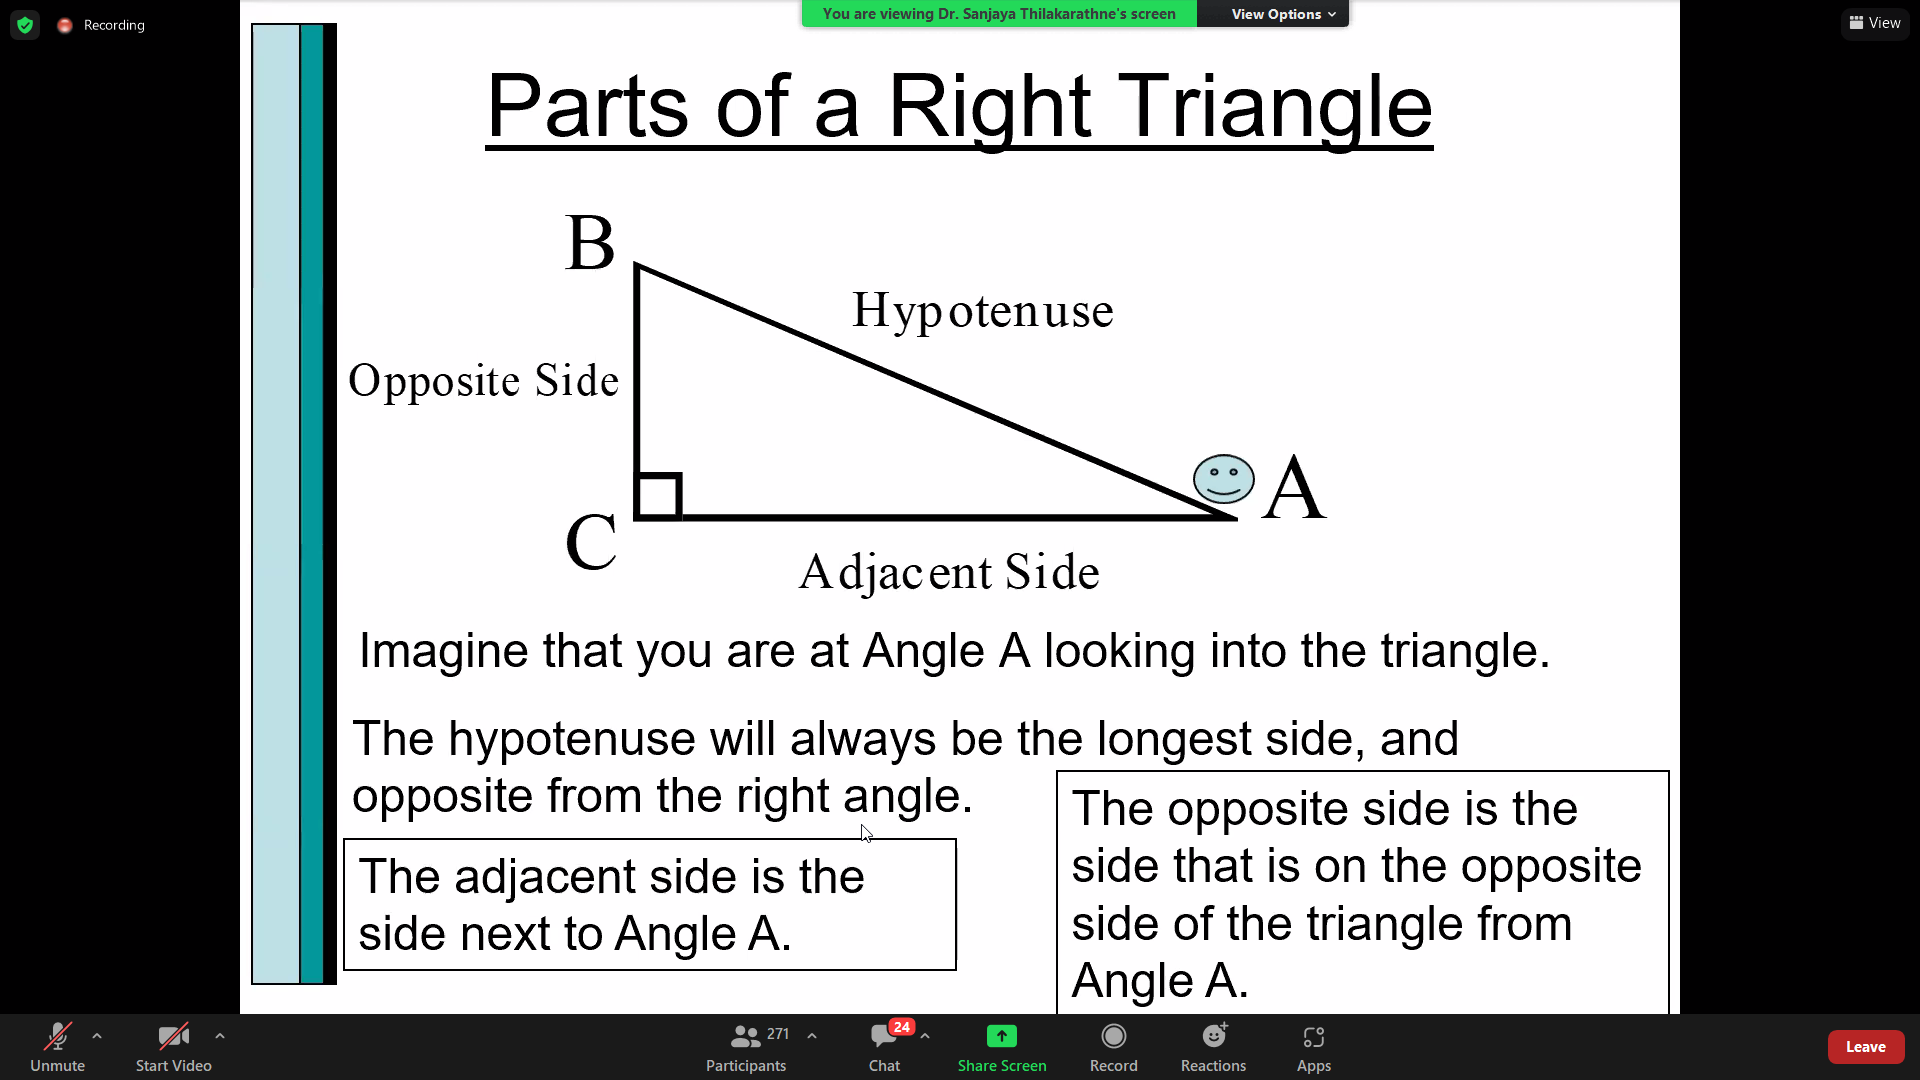 Recording
You are viewing Dr. Sanjaya Thilakarathne's screen
View Options
View
Parts of a Right Triangle
B
Hypotenuse
Opposite Side
A
C
Adjacent Side
Imagine that you are at Angle A looking into the triangle.
The hypotenuse will always be the longest side, and
opposite from the right angle.
The adjacent side is the
side next to Angle A.
The opposite side is the
side that is on the opposite
side of the triangle from
Angle A.
Unmute
Start Video
271
Participants
24
Chat
Share Screen
Record
Reactions
Apps
Leave